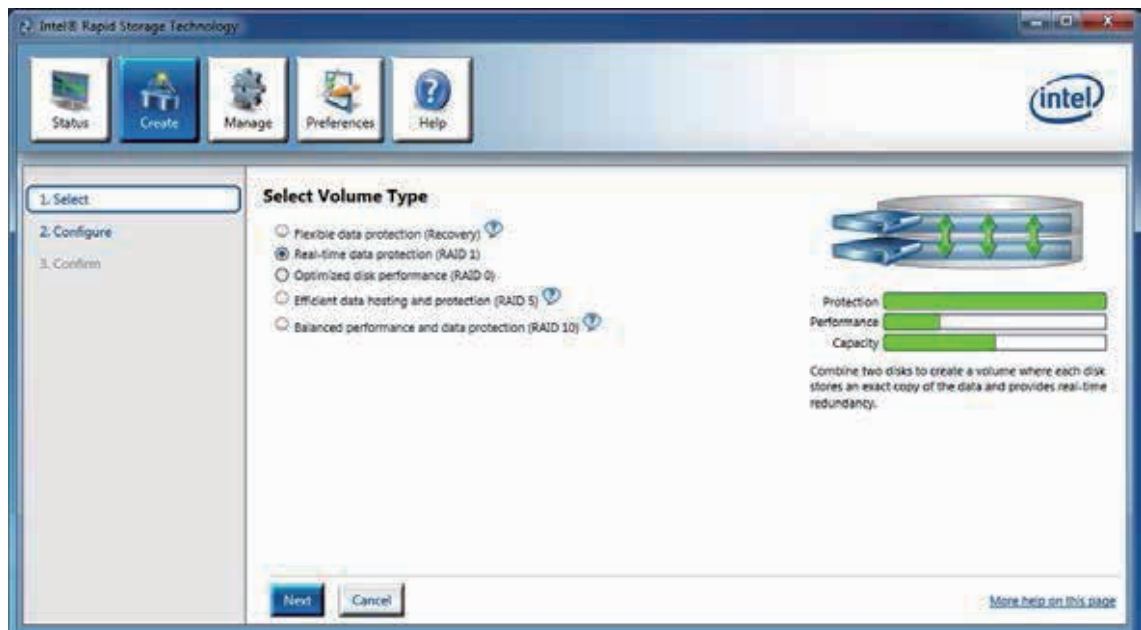 Intel® Rapid Storage Technology
Status
Create
Manage
Preferences
Help
intel
1. Select
2. Configure
3. Confirm
Select Volume Type
Flexible data protection (Recovery) ?
Real-time data protection (RAID 1)
Optimized disk performance (RAID 0)
Efficient data hosting and protection (RAID 5) ?
Balanced performance and data protection (RAID 10) ?
Protection
Performance
Capacity
Combine two disks to create a volume where each disk
stores an exact copy of the data and provides real-time
redundancy.
Next
Cancel
More help on this page